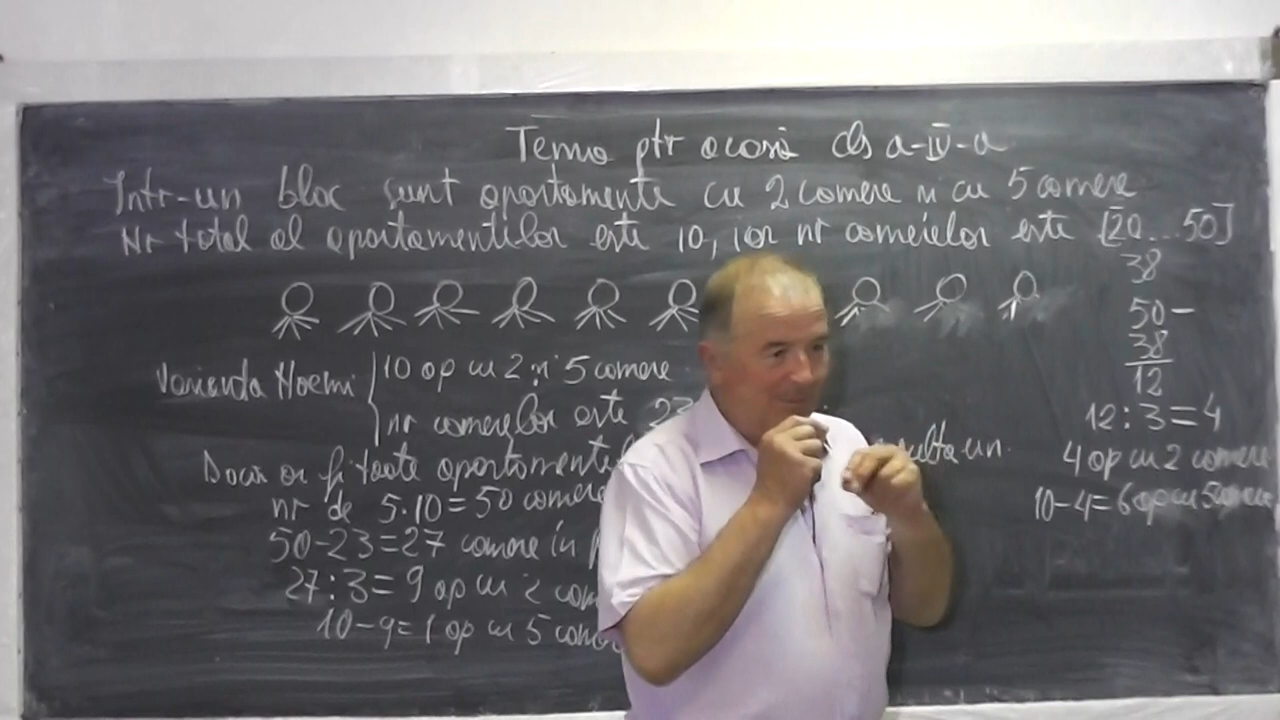 Tema ptr acasă cls a-IV-a
Intr-un bloc sunt apartamente cu 2 camere și cu 5 camere
Nr total al apartamentelor este 10, iar nr camerelor este [20...50]
38
50-
38
12
12:3=4
4 ap cu 2 camere
10-4=6 ap cu 5 camere
Varianta Noemi
10 ap cu 2 și 5 camere
nr camerelor este 23
Dacă ar fi toate apartamentele
nr de 5·10=50 camere
50-23=27 camere în
27:3=9 ap cu 2
10-9=1 ap cu 5